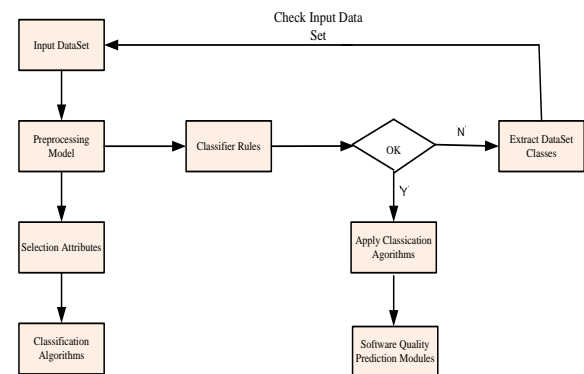 Check Input Data
Set
Input DataSet
Preprocessing
Model
Classifier Rules
OK
N'
Extract DataSet
Classes
'Y'
Selection Attributes
Apply Classication
Agorithms
Classification
Algorithms
Software Quality
Prediction Modules